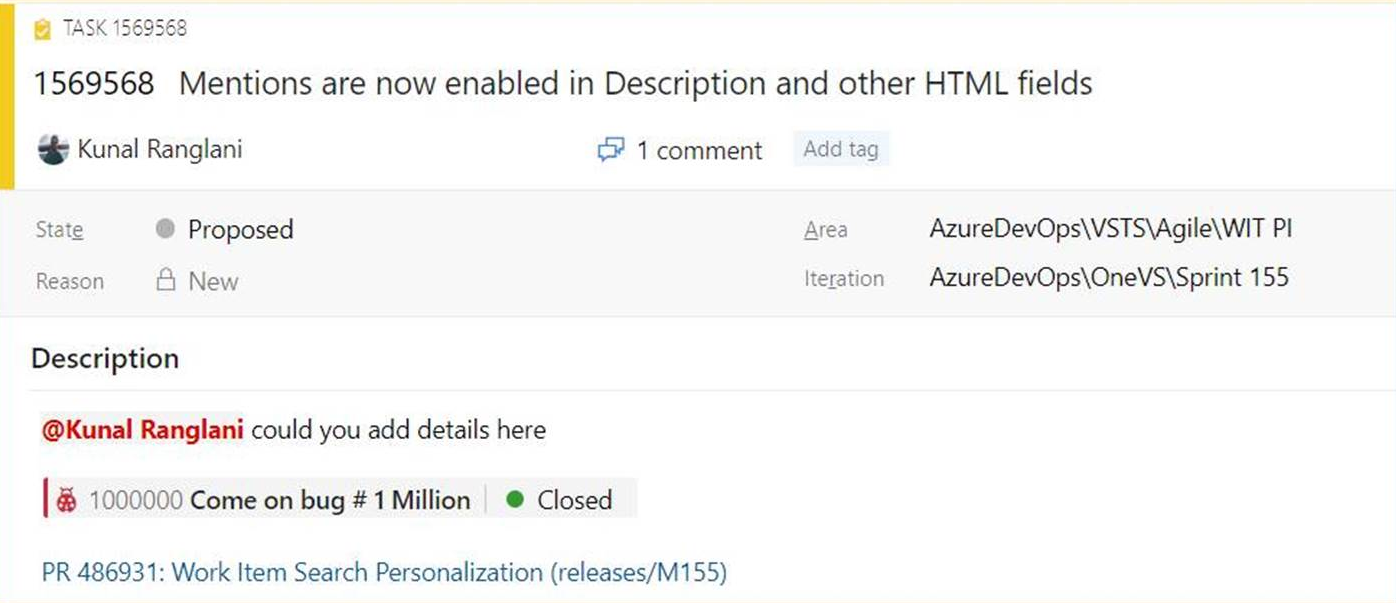 TASK 1569568
1569568 Mentions are now enabled in Description and other HTML fields
Kunal Ranglani 1 comment Add tag
State Proposed Area AzureDevOps\VSTS\Agile\WIT PI
Reason New Iteration AzureDevOps\OneVS\Sprint 155
Description
@Kunal Ranglani could you add details here
1000000 Come on bug # 1 Million Closed
PR 486931: Work Item Search Personalization (releases/M155)